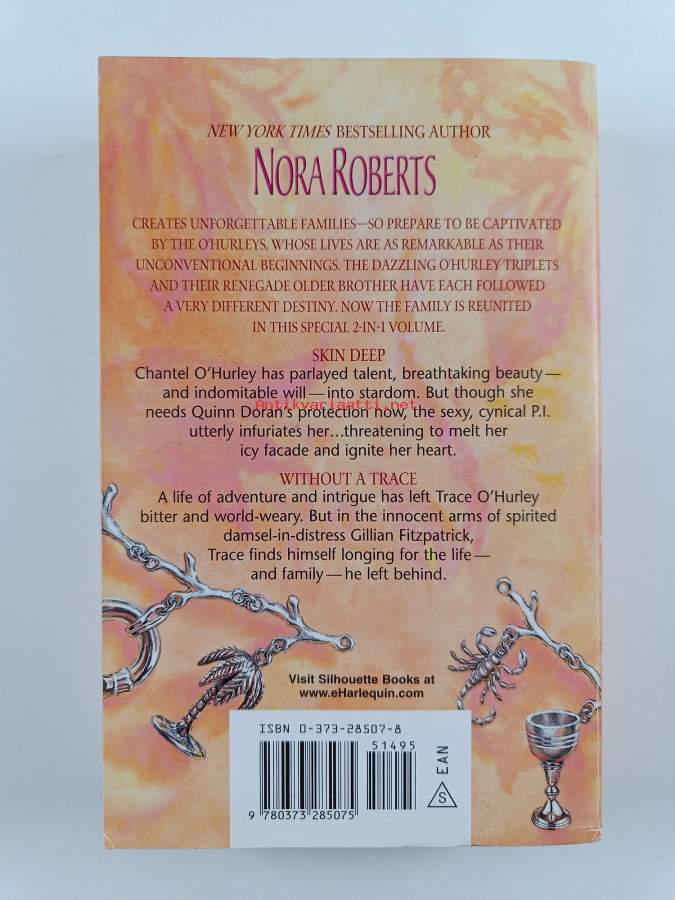 NEW YORK TIMES BESTSELLING AUTHOR
NORA ROBERTS
CREATES UNFORGETTABLE FAMILIES—SO PREPARE TO BE CAPTIVATED
BY THE O'HURLEYS, WHOSE LIVES ARE AS REMARKABLE AS THEIR
UNCONVENTIONAL BEGINNINGS. THE DAZZLING O'HURLEY TRIPLETS
AND THEIR RENEGADE OLDER BROTHER HAVE EACH FOLLOWED
A VERY DIFFERENT DESTINY. NOW THE FAMILY IS REUNITED
IN THIS SPECIAL 2-IN-1 VOLUME.
SKIN DEEP
Chantel O'Hurley has parlayed talent, breathtaking beauty—
and indomitable will—into stardom. But though she
Antikvariaatti.net
needs Quinn Doran's protection now, the sexy, cynical P.I.
utterly infuriates her...threatening to melt her
icy facade and ignite her heart.
WITHOUT A TRACE
A life of adventure and intrigue has left Trace O'Hurley
bitter and world-weary. But in the innocent arms of spirited
damsel-in-distress Gillian Fitzpatrick,
Trace finds himself longing for the life—
and family—he left behind.
Visit Silhouette Books at
www.eHarlequin.com
ISBN 0-373-28507-8
51495
EAN
S
9 780373 285075